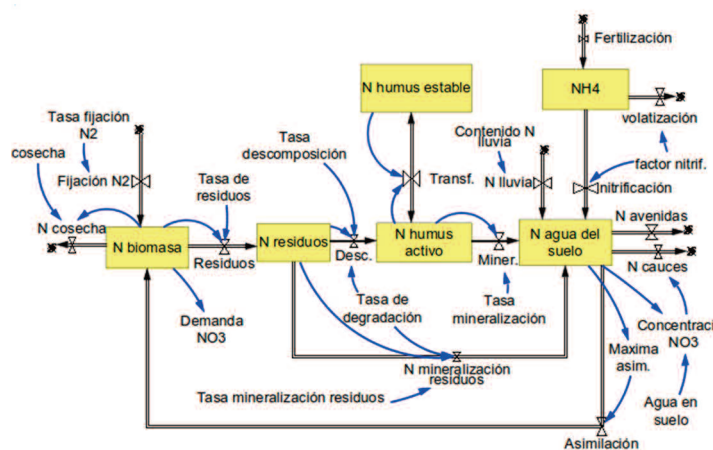 Fertilización
N humus estable
NH4
volatización
Tasa fijación
N2
cosecha
Fijación N2
Tasa
descomposición
Contenido N
lluvia
factor nitrif.
Tasa de
residuos
Transf.
N lluvia
nitrificación
N cosecha
N biomasa
Residuos
N residuos
Desc.
N humus
activo
Miner.
N agua del
suelo
N avenidas
N cauces
Demanda
NO3
Tasa de
degradación
Tasa
mineralización
Concentraci
NO3
Maxima
asim.
N mineralización
residuos
Tasa mineralización residuos
Agua en
suelo
Asimilación